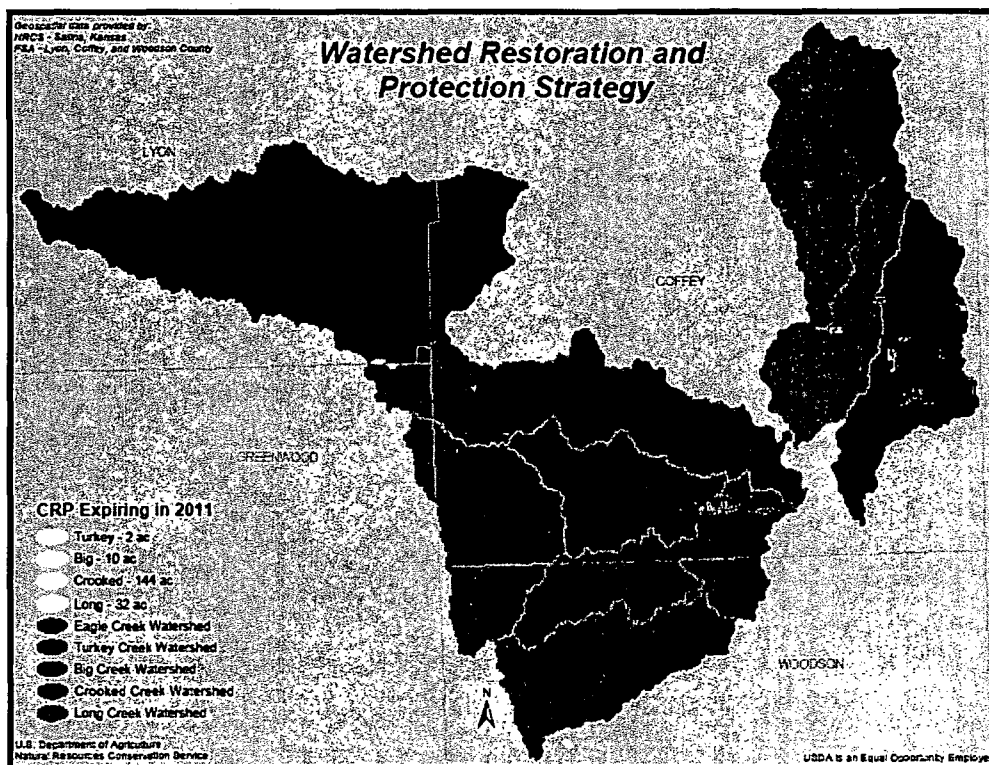 Geospatial data provided by:
NRCS - Salina, Kansas
FSA - Lyon, Coffey, and Woodson County
Watershed Restoration and
Protection Strategy
LYON
COFFEY
GREENWOOD
WOODSON
CRP Expiring in 2011
Turkey - 2 ac
Big - 10 ac
Crooked - 144 ac
Long - 32 ac
Eagle Creek Watershed
Turkey Creek Watershed
Big Creek Watershed
Crooked Creek Watershed
Long Creek Watershed
N
U.S. Department of Agriculture
Natural Resources Conservation Service
USDA is an Equal Opportunity Employe